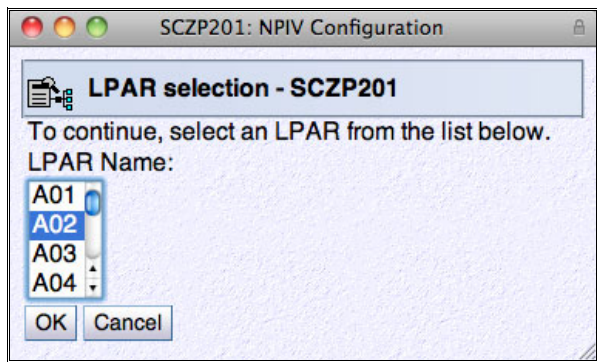 SCZP201: NPIV Configuration
LPAR selection - SCZP201
To continue, select an LPAR from the list below.
LPAR Name:
A01
A02
A03
A04
OK Cancel